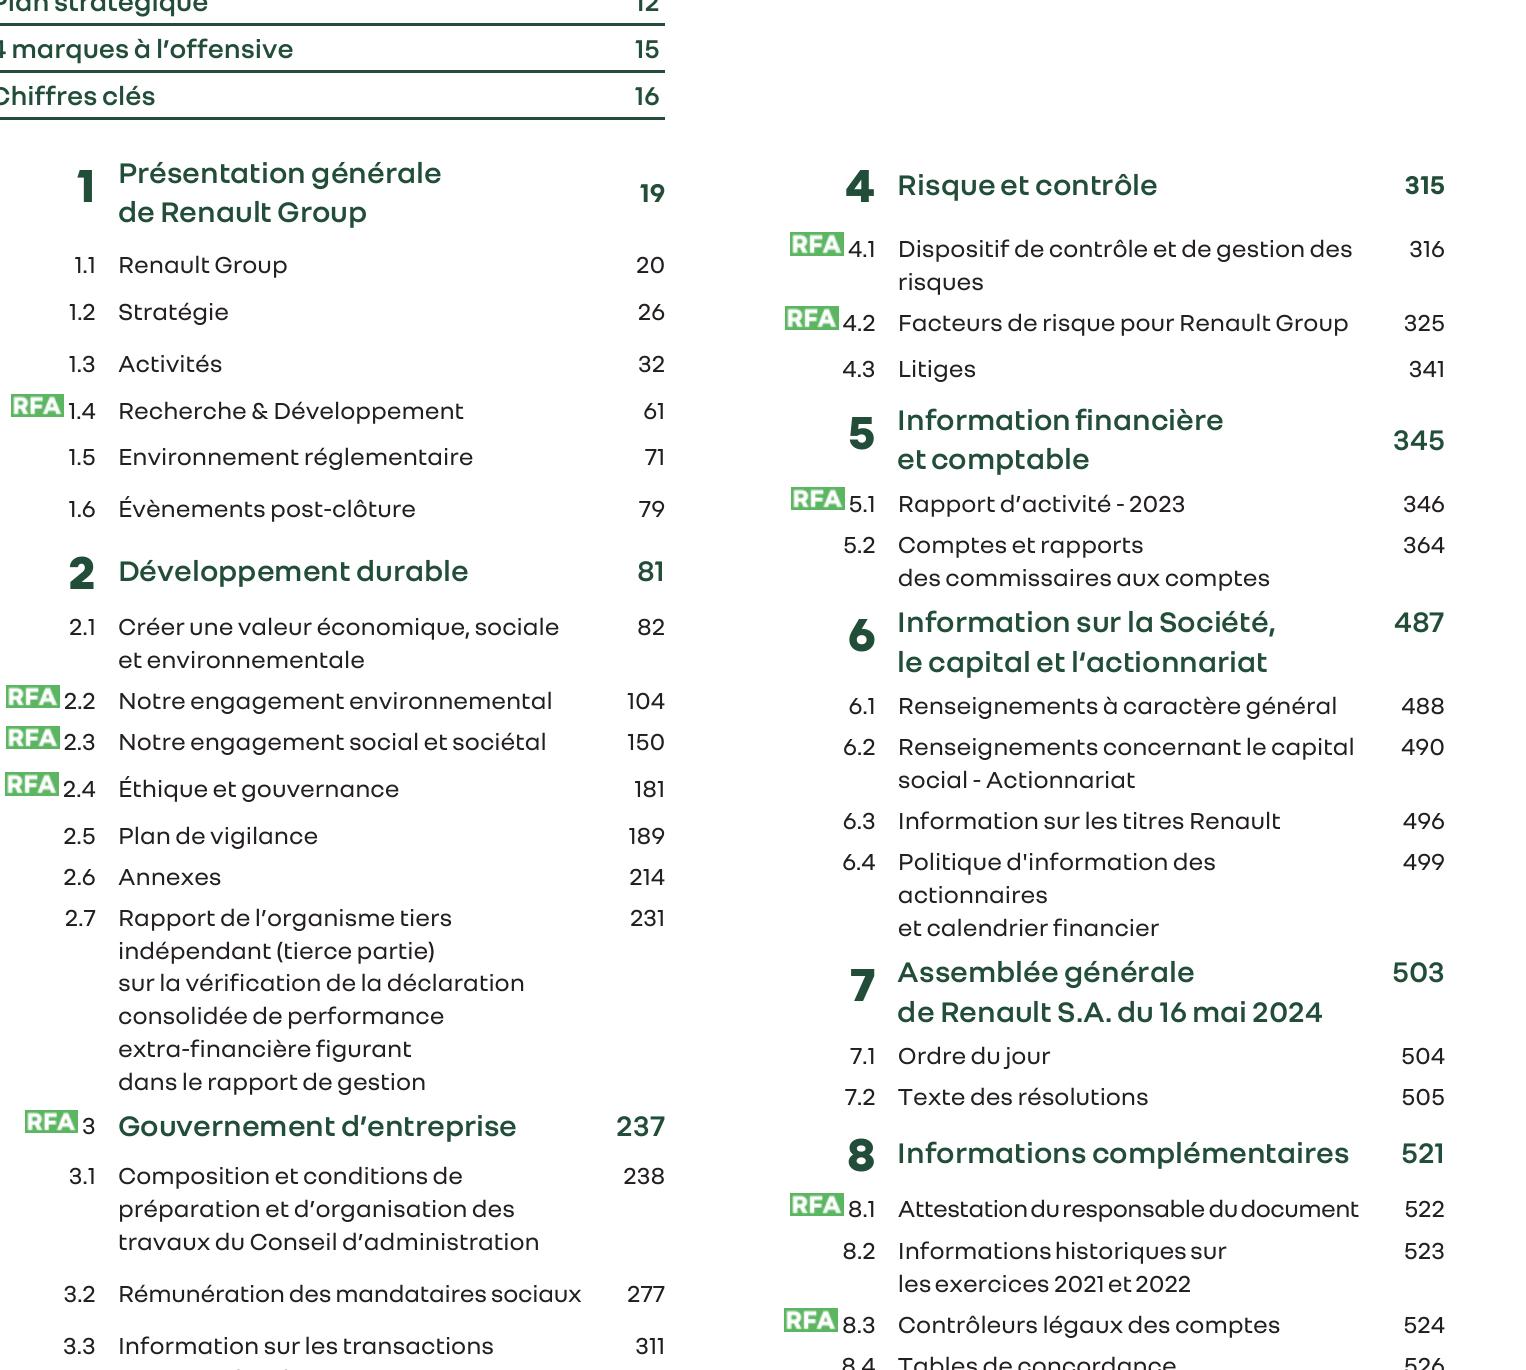 Plan stratégique 12
4 marques à l’offensive 15
Chiffres clés 16
1 Présentation générale
de Renault Group 19
1.1 Renault Group 20
1.2 Stratégie 26
1.3 Activités 32
RFA 1.4 Recherche & Développement 61
1.5 Environnement réglementaire 71
1.6 Évènements post-clôture 79
2 Développement durable 81
2.1 Créer une valeur économique, sociale 82
et environnementale
RFA 2.2 Notre engagement environnemental 104
RFA 2.3 Notre engagement social et sociétal 150
RFA 2.4 Éthique et gouvernance 181
2.5 Plan de vigilance 189
2.6 Annexes 214
2.7 Rapport de l’organisme tiers 231
indépendant (tierce partie)
sur la vérification de la déclaration
consolidée de performance
extra-financière figurant
dans le rapport de gestion
RFA 3 Gouvernement d’entreprise 237
3.1 Composition et conditions de 238
préparation et d’organisation des
travaux du Conseil d’administration
3.2 Rémunération des mandataires sociaux 277
3.3 Information sur les transactions 311
4 Risque et contrôle 315
RFA 4.1 Dispositif de contrôle et de gestion des 316
risques
RFA 4.2 Facteurs de risque pour Renault Group 325
4.3 Litiges 341
5 Information financière
et comptable 345
RFA 5.1 Rapport d’activité - 2023 346
5.2 Comptes et rapports 364
des commissaires aux comptes
6 Information sur la Société, 487
le capital et l‘actionnariat
6.1 Renseignements à caractère général 488
6.2 Renseignements concernant le capital 490
social - Actionnariat
6.3 Information sur les titres Renault 496
6.4 Politique d'information des 499
actionnaires
et calendrier financier
7 Assemblée générale 503
de Renault S.A. du 16 mai 2024
7.1 Ordre du jour 504
7.2 Texte des résolutions 505
8 Informations complémentaires 521
RFA 8.1 Attestation du responsable du document 522
8.2 Informations historiques sur 523
les exercices 2021 et 2022
RFA 8.3 Contrôleurs légaux des comptes 524
8.4 Tables de concordance 526